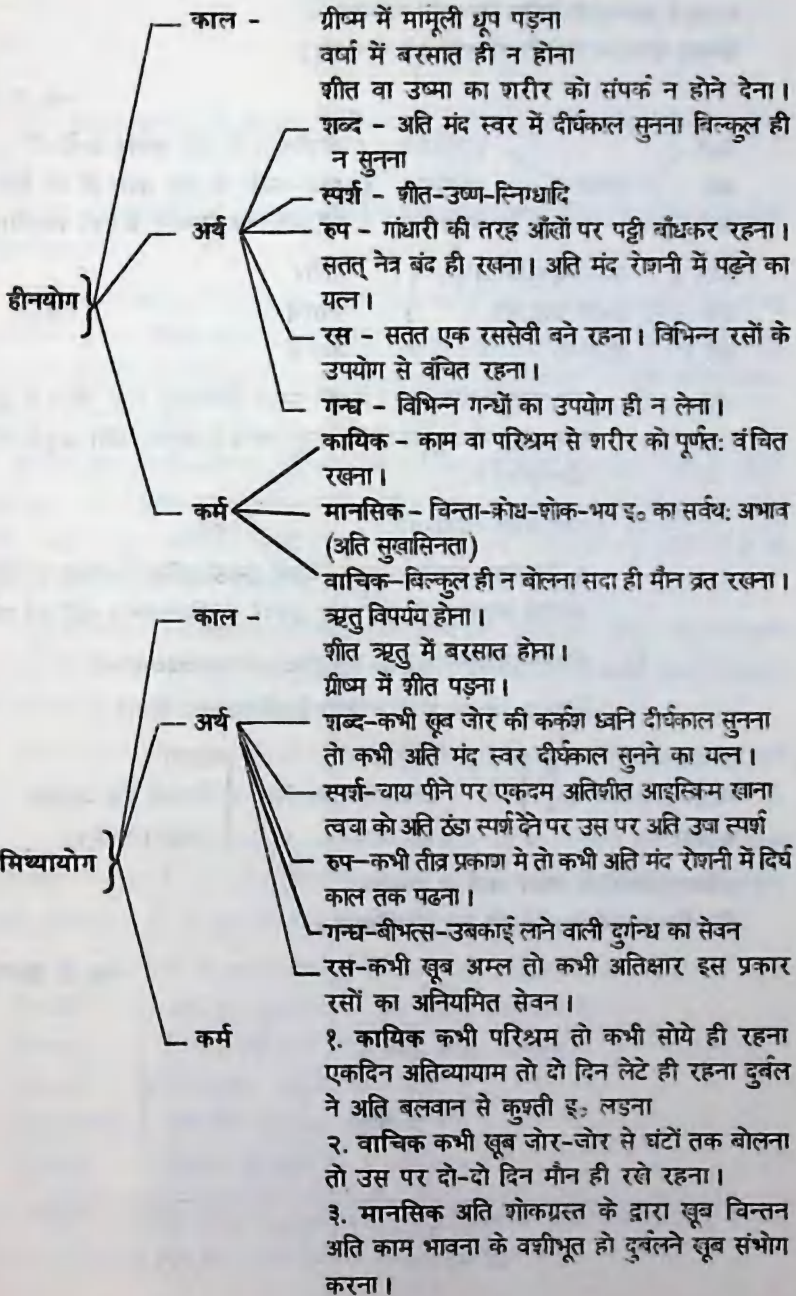 काल - ग्रीष्म में मामूली धूप पड़ना
वर्षा में बरसात ही न होना
शीत वा उष्मा का शरीर को संपर्क न होने देना।
शब्द - अति मंद स्वर में दीर्घकाल सुनना बिल्कुल ही
न सुनना
स्पर्श - शीत-उष्ण-स्निग्धादि
अर्थ
रुप - गांधारी की तरह आँखों पर पट्टी बाँधकर रहना।
सतत् नेत्र बंद ही रखना। अति मंद रोशनी में पढ़ने का
यत्न।
हीनयोग
रस - सतत एक रससेवी बने रहना। विभिन्न रसों के
उपयोग से वंचित रहना।
गन्ध - विभिन्न गन्धों का उपयोग ही न लेना।
कायिक - काम वा परिश्रम से शरीर को पूर्णत: वंचित
रखना।
कर्म
मानसिक - चिन्ता-क्रोध-शोक-भय इ॰ का सर्वथ: अभाव
(अति सुखासिनता)
वाचिक-बिल्कुल ही न बोलना सदा ही मौन व्रत रखना।
काल - ऋतु विपर्यय होना।
शीत ऋतु में बरसात होना।
ग्रीष्म में शीत पड़ना।
अर्थ
शब्द-कभी खूब जोर की कर्कश ध्वनि दीर्घकाल सुनना
तो कभी अति मंद स्वर दीर्घकाल सुनने का यत्न।
स्पर्श-चाय पीने पर एकदम अतिशीत आइस्क्रिम खाना
त्वचा को अति ठंडा स्पर्श देने पर उस पर अति उष्ण स्पर्श
मिथ्यायोग
रुप-कभी तीव्र प्रकाश मे तो कभी अति मंद रोशनी में दिर्घ
काल तक पढना।
गन्ध-बीभत्स-उबकाई लाने वाली दुर्गन्ध का सेवन
रस-कभी खूब अम्ल तो कभी अतिक्षार इस प्रकार
रसों का अनियमित सेवन।
कर्म
१. कायिक कभी परिश्रम तो कभी सोये ही रहना
एकदिन अतिव्यायाम तो दो दिन लेटे ही रहना दुर्बल
ने अति बलवान से कुश्ती इ॰ लडना
२. वाचिक कभी खूब जोर-जोर से घंटों तक बोलना
तो उस पर दो-दो दिन मौन ही रखे रहना।
३. मानसिक अति शोकग्रस्त के द्वारा खूब चिन्तन
अति काम भावना के वशीभूत हो दुर्बलने खूब संभोग
करना।